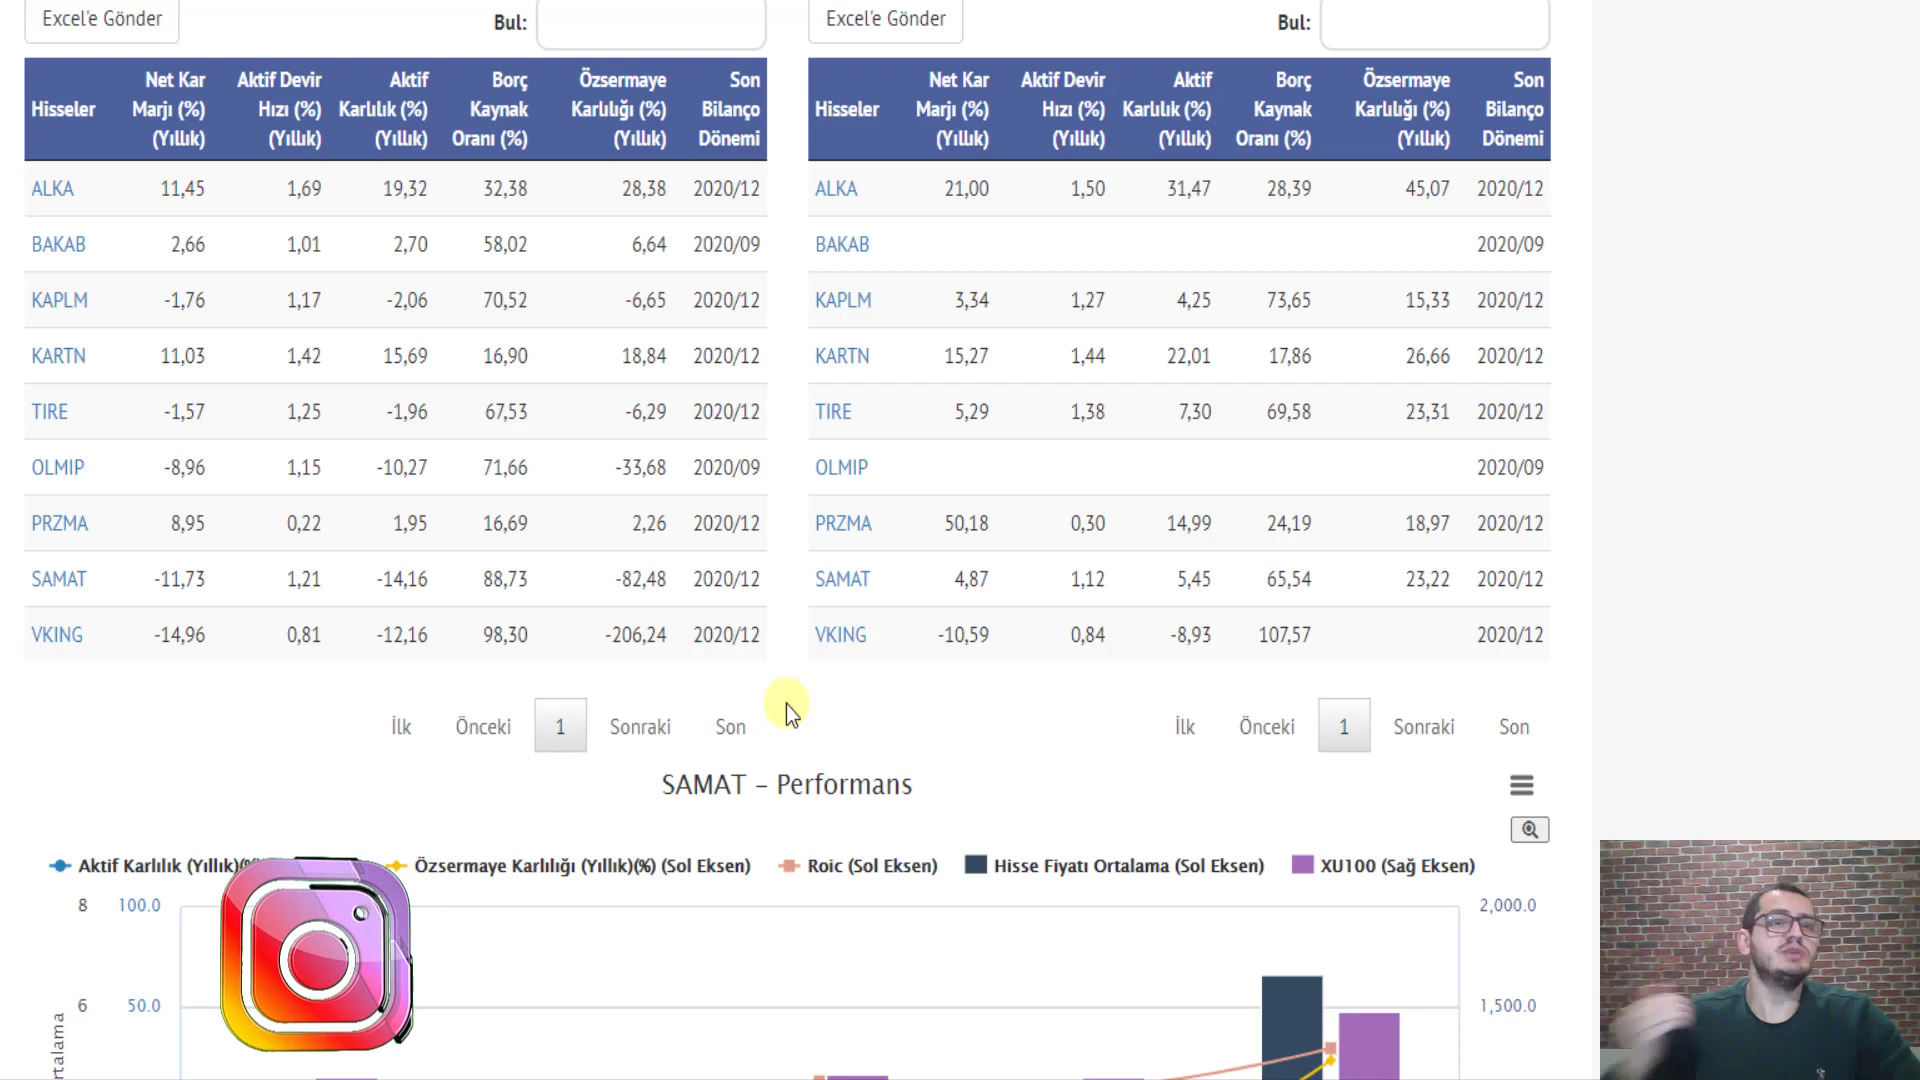 Excel'e Gönder Bul:
Hisseler Net Kar Marjı (%) (Yıllık) Aktif Devir Hızı (%) (Yıllık) Aktif Karlılık (%) (Yıllık) Borç Kaynak Oranı (%) Özsermaye Karlılığı (%) (Yıllık) Son Bilanço Dönemi
ALKA 11,45 1,69 19,32 32,38 28,38 2020/12
BAKAB 2,66 1,01 2,70 58,02 6,64 2020/09
KAPLM -1,76 1,17 -2,06 70,52 -6,65 2020/12
KARTN 11,03 1,42 15,69 16,90 18,84 2020/12
TIRE -1,57 1,25 -1,96 67,53 -6,29 2020/12
OLMIP -8,96 1,15 -10,27 71,66 -33,68 2020/09
PRZMA 8,95 0,22 1,95 16,69 2,26 2020/12
SAMAT -11,73 1,21 -14,16 88,73 -82,48 2020/12
VKING -14,96 0,81 -12,16 98,30 -206,24 2020/12
İlk Önceki 1 Sonraki Son
Excel'e Gönder Bul:
Hisseler Net Kar Marjı (%) (Yıllık) Aktif Devir Hızı (%) (Yıllık) Aktif Karlılık (%) (Yıllık) Borç Kaynak Oranı (%) Özsermaye Karlılığı (%) (Yıllık) Son Bilanço Dönemi
ALKA 21,00 1,50 31,47 28,39 45,07 2020/12
BAKAB 2020/09
KAPLM 3,34 1,27 4,25 73,65 15,33 2020/12
KARTN 15,27 1,44 22,01 17,86 26,66 2020/12
TIRE 5,29 1,38 7,30 69,58 23,31 2020/12
OLMIP 2020/09
PRZMA 50,18 0,30 14,99 24,19 18,97 2020/12
SAMAT 4,87 1,12 5,45 65,54 23,22 2020/12
VKING -10,59 0,84 -8,93 107,57 2020/12
İlk Önceki 1 Sonraki Son
SAMAT – Performans
Aktif Karlılık (Yıllık) Özsermaye Karlılığı (Yıllık)(%) (Sol Eksen) Roic (Sol Eksen) Hisse Fiyatı Ortalama (Sol Eksen) XU100 (Sağ Eksen)
8 100.0 2,000.0
6 50.0 1,500.0